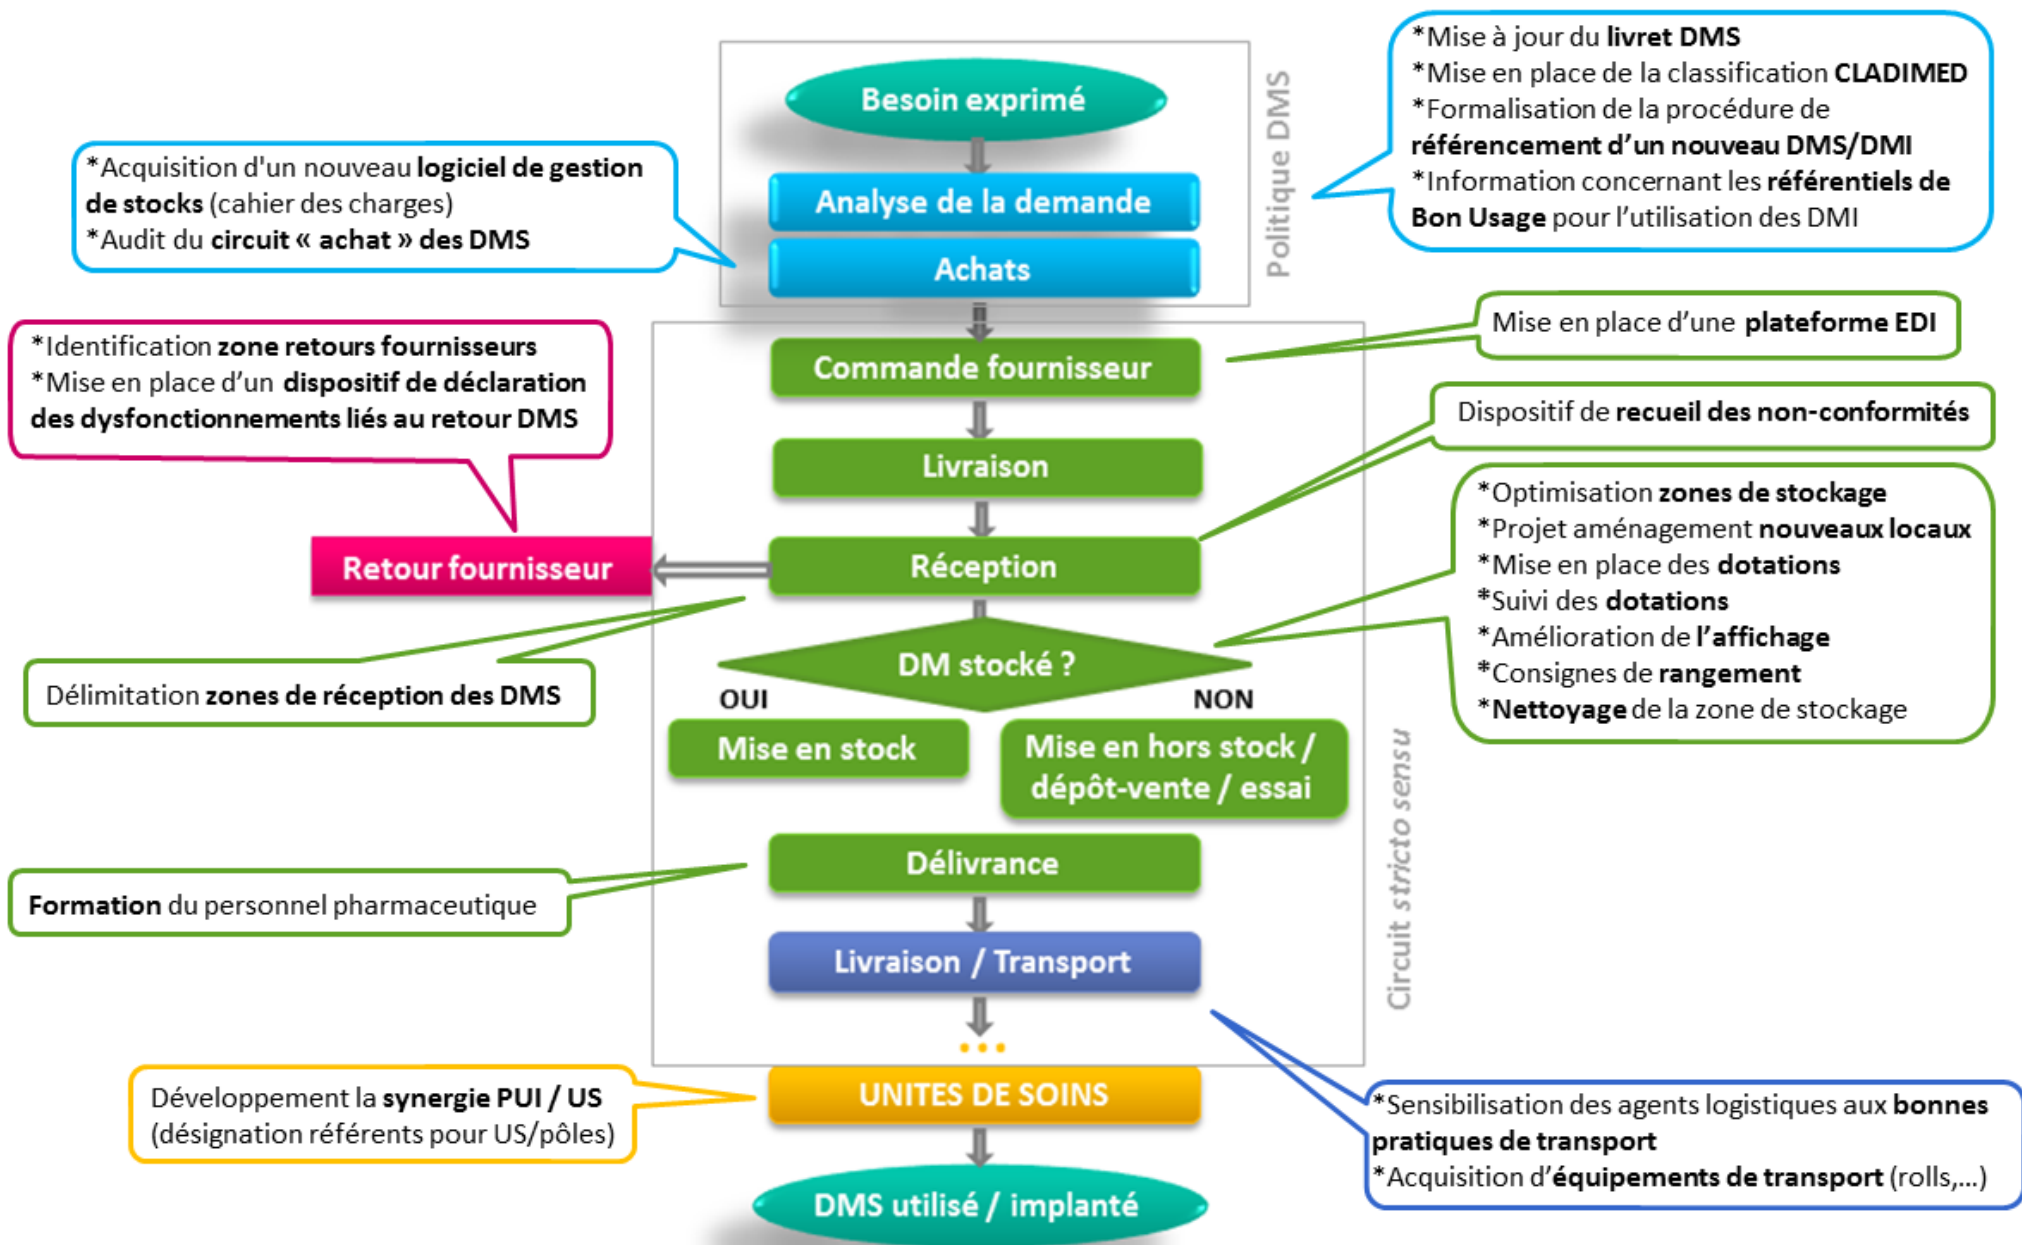 Besoin exprimé
Analyse de la demande
Achats
Politique DMS
*Mise à jour du livret DMS
*Mise en place de la classification CLADIMED
*Formalisation de la procédure de
référencement d’un nouveau DMS/DMI
*Information concernant les référentiels de
Bon Usage pour l’utilisation des DMI
*Acquisition d'un nouveau logiciel de gestion
de stocks (cahier des charges)
*Audit du circuit « achat » des DMS
Commande fournisseur
Mise en place d’une plateforme EDI
*Identification zone retours fournisseurs
*Mise en place d’un dispositif de déclaration
des dysfonctionnements liés au retour DMS
Livraison
Dispositif de recueil des non-conformités
Retour fournisseur
Réception
*Optimisation zones de stockage
*Projet aménagement nouveaux locaux
*Mise en place des dotations
*Suivi des dotations
*Amélioration de l’affichage
*Consignes de rangement
*Nettoyage de la zone de stockage
Délimitation zones de réception des DMS
DM stocké ?
OUI
NON
Mise en stock
Mise en hors stock /
dépôt-vente / essai
Circuit stricto sensu
Délivrance
Formation du personnel pharmaceutique
Livraison / Transport
...
UNITES DE SOINS
Développement la synergie PUI / US
(désignation référents pour US/pôles)
*Sensibilisation des agents logistiques aux bonnes
pratiques de transport
*Acquisition d’équipements de transport (rolls,...)
DMS utilisé / implanté